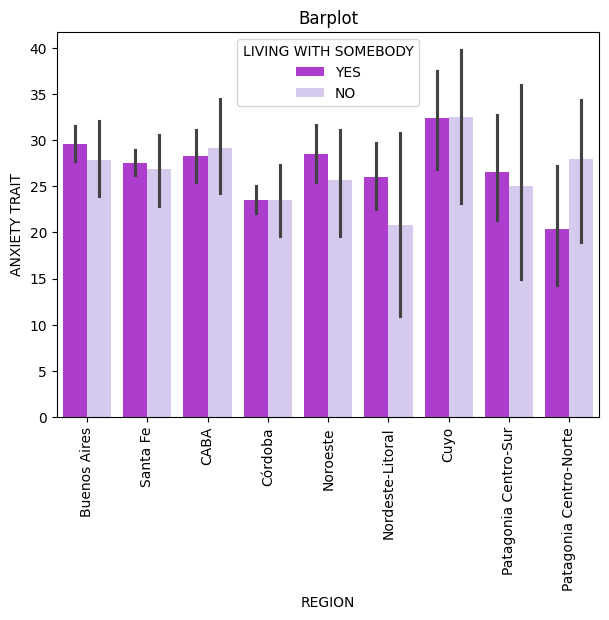 Barplot
LIVING WITH SOMEBODY
YES
NO
ANXIETY TRAIT
40
35
30
25
20
15
10
5
0
Buenos Aires
Santa Fe
CABA
Córdoba
Noroeste
Nordeste-Litoral
Cuyo
Patagonia Centro-Sur
Patagonia Centro-Norte
REGION